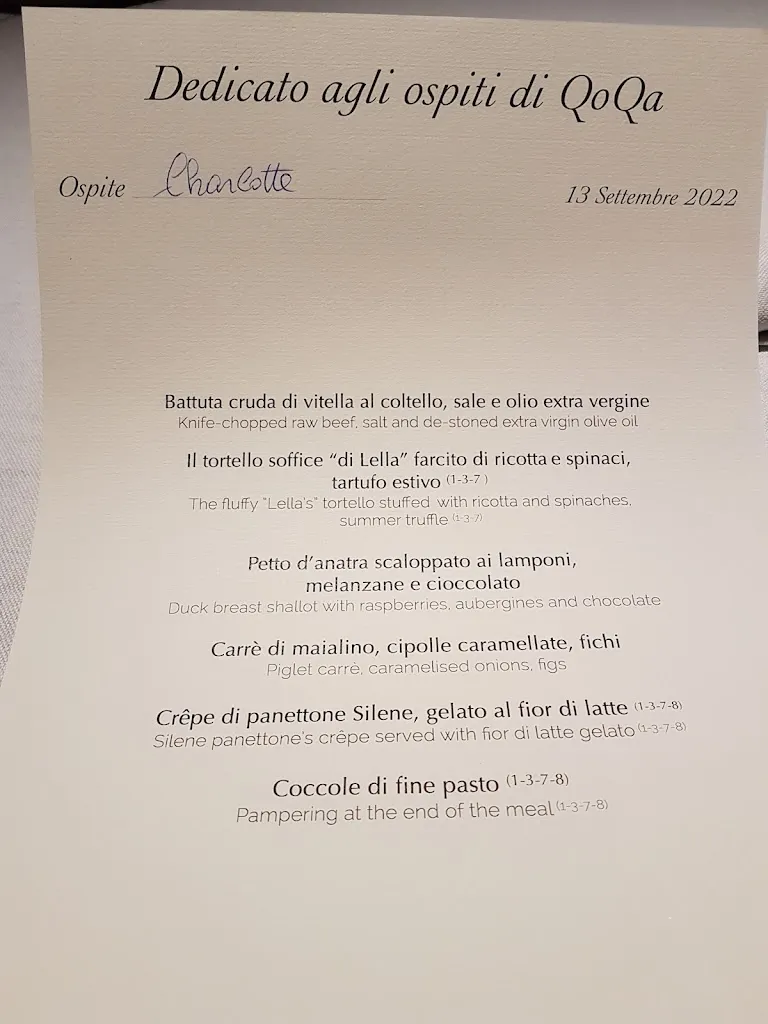 Dedicato agli ospiti di QoQa
Ospite Charlotte
13 Settembre 2022
Battuta cruda di vitella al coltello, sale e olio extra vergine
Knife-chopped raw beef, salt and de-stoned extra virgin olive oil
Il tortello soffice “di Lella” farcito di ricotta e spinaci,
tartufo estivo (1-3-7 )
The fluffy "Lella's" tortello stuffed with ricotta and spinaches,
summer truffle (1-3-7)
Petto d'anatra scaloppato ai lamponi,
melanzane e cioccolato
Duck breast shallot with raspberries, aubergines and chocolate
Carrè di maialino, cipolle caramellate, fichi
Piglet carrè, caramelised onions, figs
Crêpe di panettone Silene, gelato al fior di latte (1-3-7-8)
Silene panettone's crêpe served with fior di latte gelato (1-3-7-8)
Coccole di fine pasto (1-3-7-8)
Pampering at the end of the meal (1-3-7-8)